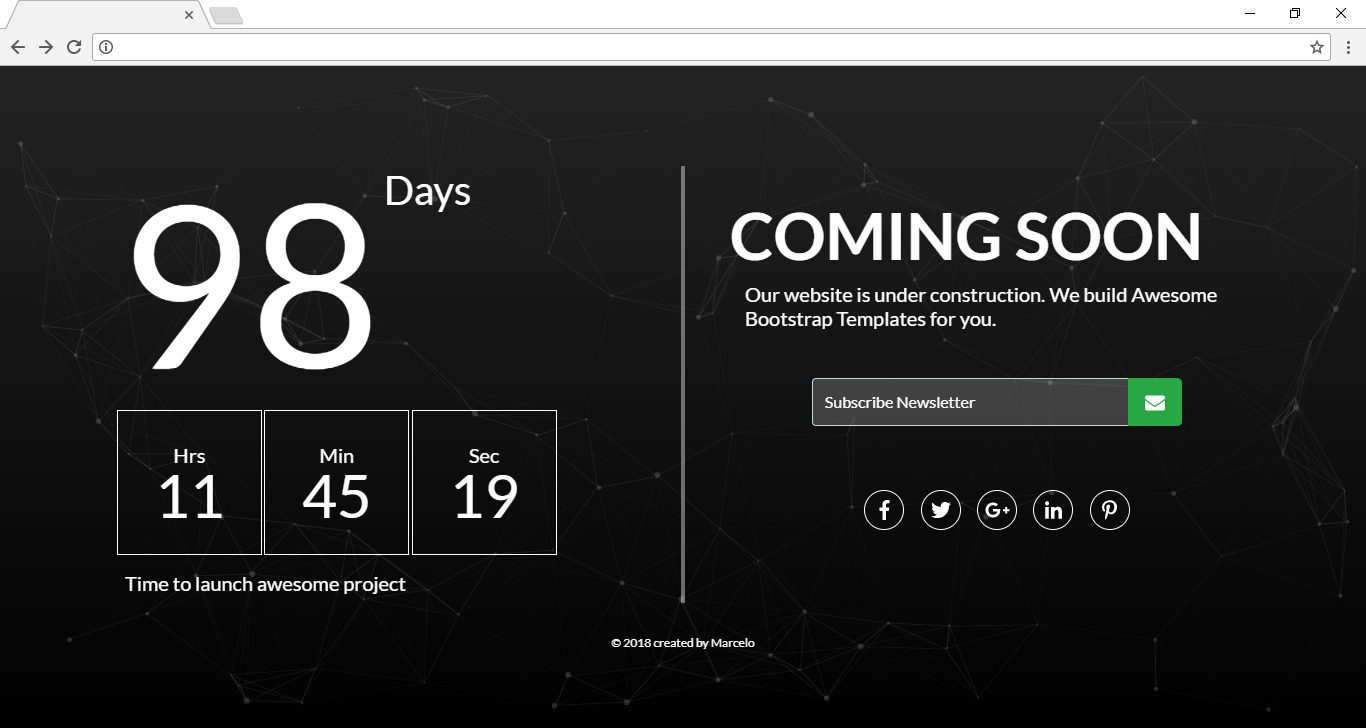 98 Days
Hrs
11
Min
45
Sec
19
Time to launch awesome project
COMING SOON
Our website is under construction. We build Awesome
Bootstrap Templates for you.
Subscribe Newsletter
© 2018 created by Marcelo